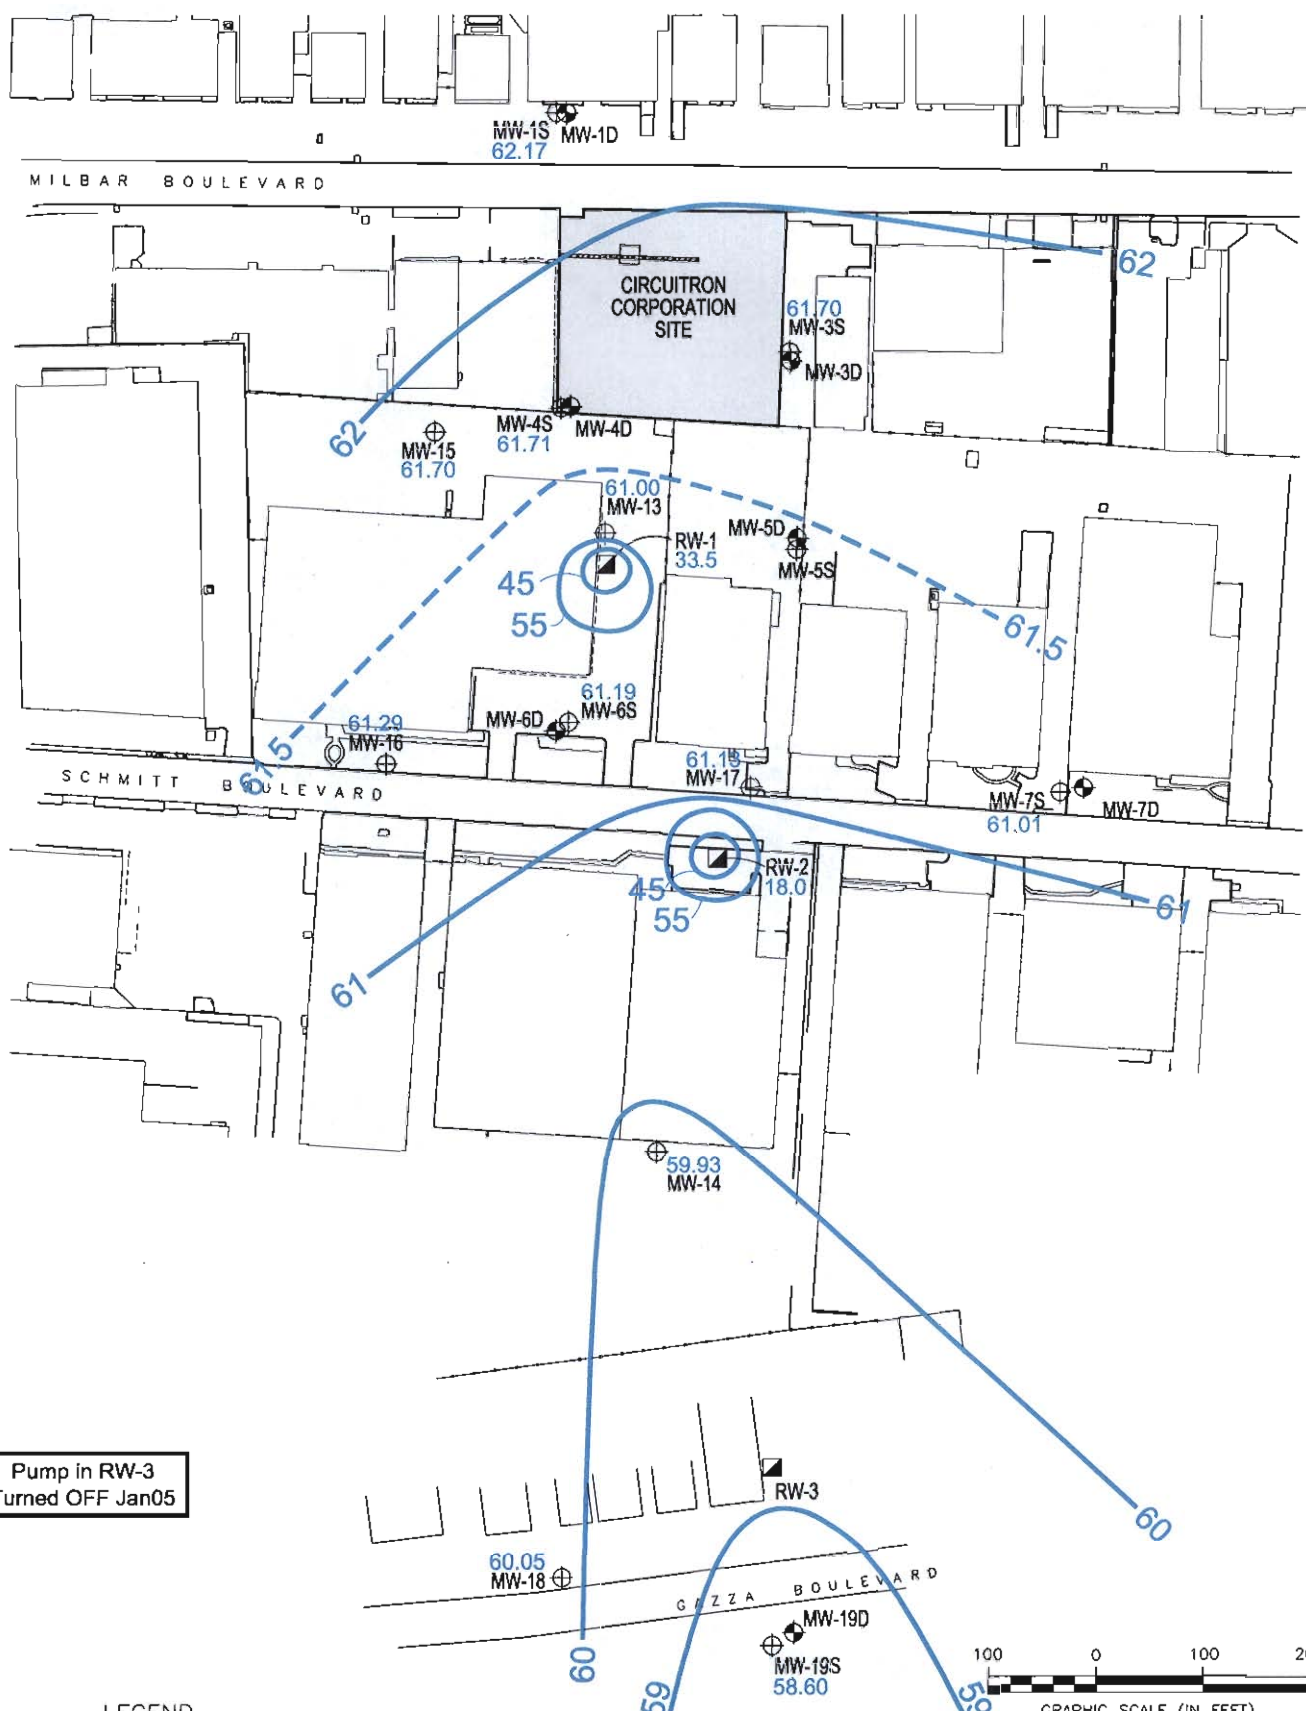 MW-1S
MW-1D
62.17
MILBAR BOULEVARD
62
CIRCUITRON
CORPORATION
SITE
61.70
MW-3S
MW-3D
62
MW-4S
MW-4D
61.71
MW-15
61.70
61.00
MW-13
RW-1
33.5
MW-5D
MW-5S
45
55
61.5
61.19
MW-6S
MW-6D
61.29
MW-16
61.5
61.13
MW-17
SCHMITT BOULEVARD
MW-7S
61.01
MW-7D
RW-2
18.0
45
55
61
61
59.93
MW-14
Pump in RW-3
Turned OFF Jan05
RW-3
60
60.05
MW-18
GAZZA BOULEVARD
MW-19D
MW-19S
58.60
60
59
59
100 0 100
GRAPHIC SCALE (IN FEET)
LEGEND